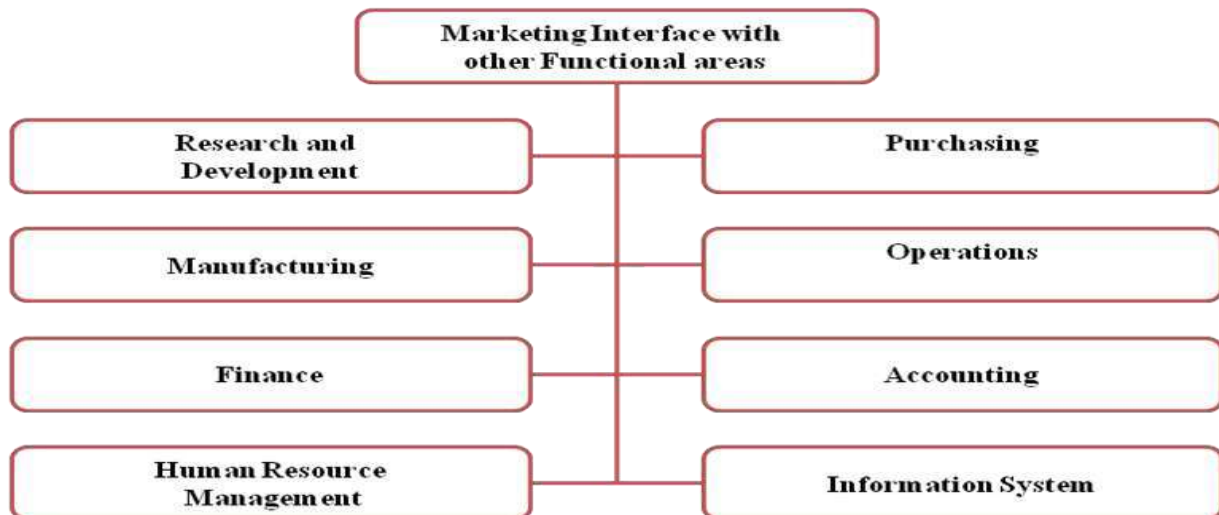 Marketing Interface with
other Functional areas
Research and
Development
Purchasing
Manufacturing
Operations
Finance
Accounting
Human Resource
Management
Information System